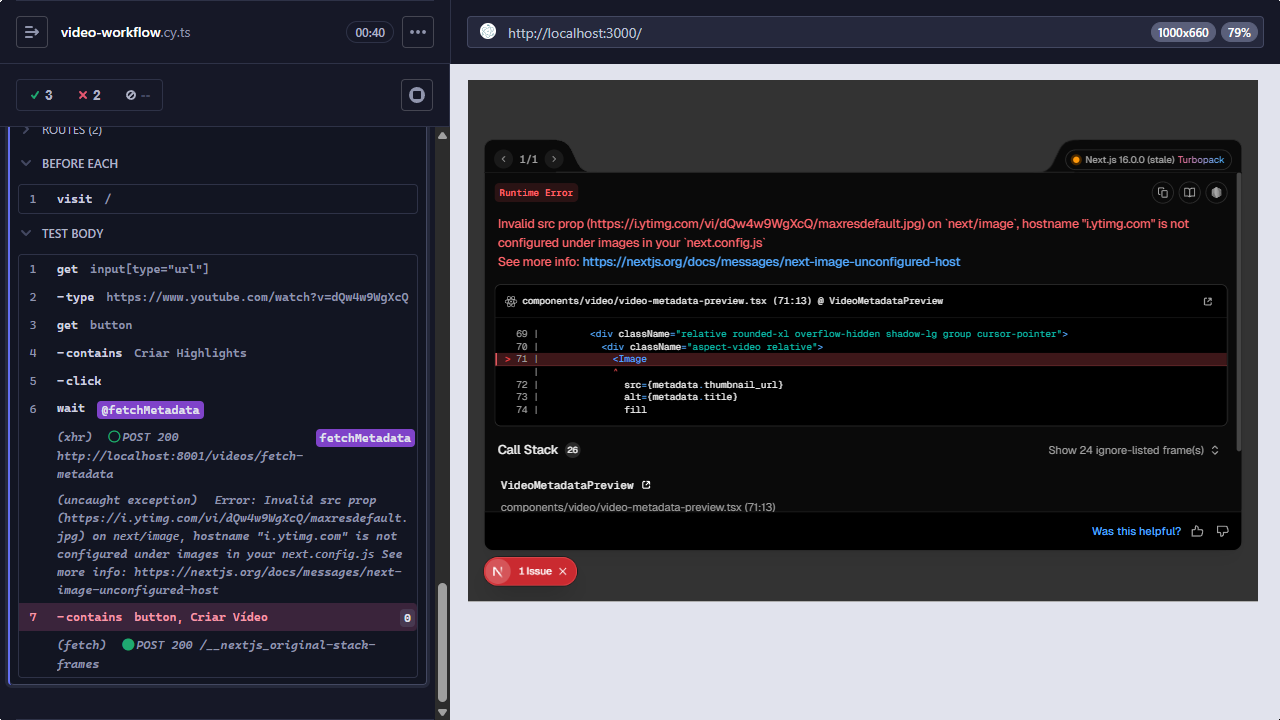 video-workflow.cy.ts
00:40
3
2
--
ROUTES (2)
BEFORE EACH
1 visit /
TEST BODY
1 get input[type="url"]
2 -type https://www.youtube.com/watch?v=dQw4w9WgXcQ
3 get button
4 -contains Criar Highlights
5 -click
6 wait @fetchMetadata
(xhr) POST 200 fetchMetadata
http://localhost:8001/videos/fetch-
metadata
(uncaught exception) Error: Invalid src prop
(https://i.ytimg.com/vi/dQw4w9WgXcQ/maxresdefault.
jpg) on next/image, hostname "i.ytimg.com" is not
configured under images in your next.config.js See
more info: https://nextjs.org/docs/messages/next-
image-unconfigured-host
7 -contains button, Criar Vídeo 0
(fetch) POST 200 /__nextjs_original-stack-
frames
http://localhost:3000/
1000x660
79%
1/1
Next.js 16.0.0 (stale) Turbopack
Runtime Error
Invalid src prop (https://i.ytimg.com/vi/dQw4w9WgXcQ/maxresdefault.jpg) on `next/image`, hostname "i.ytimg.com" is not
configured under images in your `next.config.js`
See more info: https://nextjs.org/docs/messages/next-image-unconfigured-host
components/video/video-metadata-preview.tsx (71:13) @ VideoMetadataPreview
69 | <div className="relative rounded-xl overflow-hidden shadow-lg group cursor-pointer">
70 | <div className="aspect-video relative">
> 71 | <Image
| ^
72 | src={metadata.thumbnail_url}
73 | alt={metadata.title}
74 | fill
Call Stack 26
Show 24 ignore-listed frame(s)
VideoMetadataPreview
components/video/video-metadata-preview.tsx (71:13)
Was this helpful?
N 1 Issue